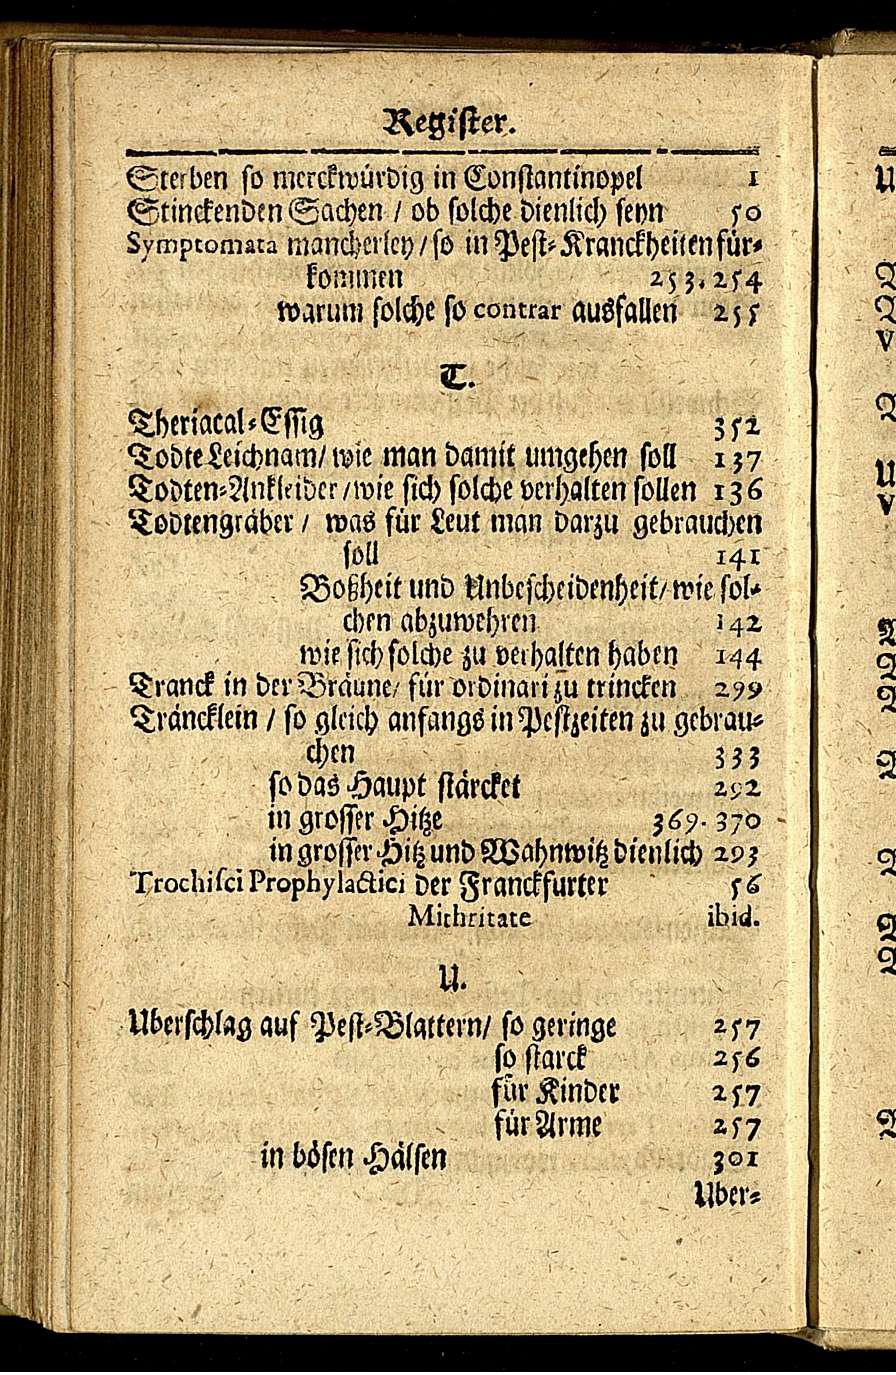 Register.
Sterben so merckwürdig in Constantinopel 1
Stinckenden Sachen / ob solche dienlich seyn 50
Symptomata mancherley / so in Pest-Kranckheiten für-
kommen 253. 254
warum solche so contrar ausfallen 255
T.
Theriacal-Essig 352
Todte Leichnam / wie man damit umgehen soll 137
Todten-Ankleider / wie sich solche verhalten sollen 136
Todtengräber / was für Leut man darzu gebrauchen
soll 141
Boßheit und Unbescheidenheit / wie sol-
chen abzuwehren 142
wie sich solche zu verhalten haben 144
Tranck in der Bräune / für ordinari zu trincken 299
Träncklein / so gleich anfangs in Pestzeiten zu gebrau-
chen 333
so das Haupt stärcket 292
in grosser Hitze 369. 370
in grosser Hitz und Wahnwitz dienlich 293
Trochisci Prophylactici der Franckfurter 56
Mithritate ibid.
U.
Uberschlag auf Pest-Blattern / so geringe 257
so starck 256
für Kinder 257
für Arme 257
in bösen Hälsen 301
Uber-